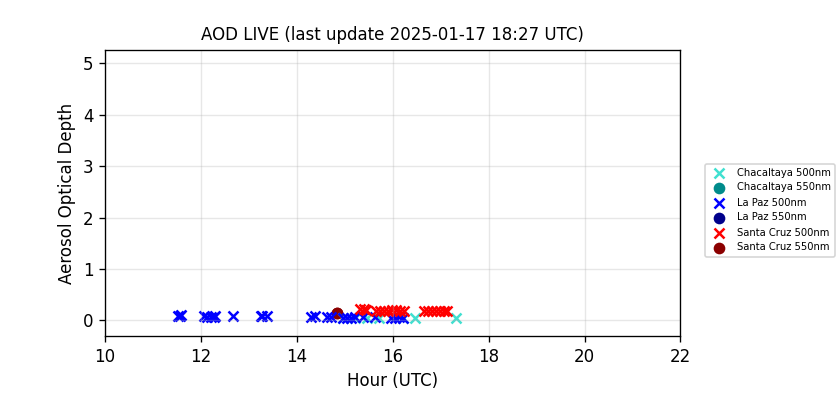 AOD LIVE (last update 2025-01-17 18:27 UTC)
Aerosol Optical Depth
5
4
3
2
1
0
10 12 14 16 18 20 22
Hour (UTC)
Chacaltaya 500nm
Chacaltaya 550nm
La Paz 500nm
La Paz 550nm
Santa Cruz 500nm
Santa Cruz 550nm